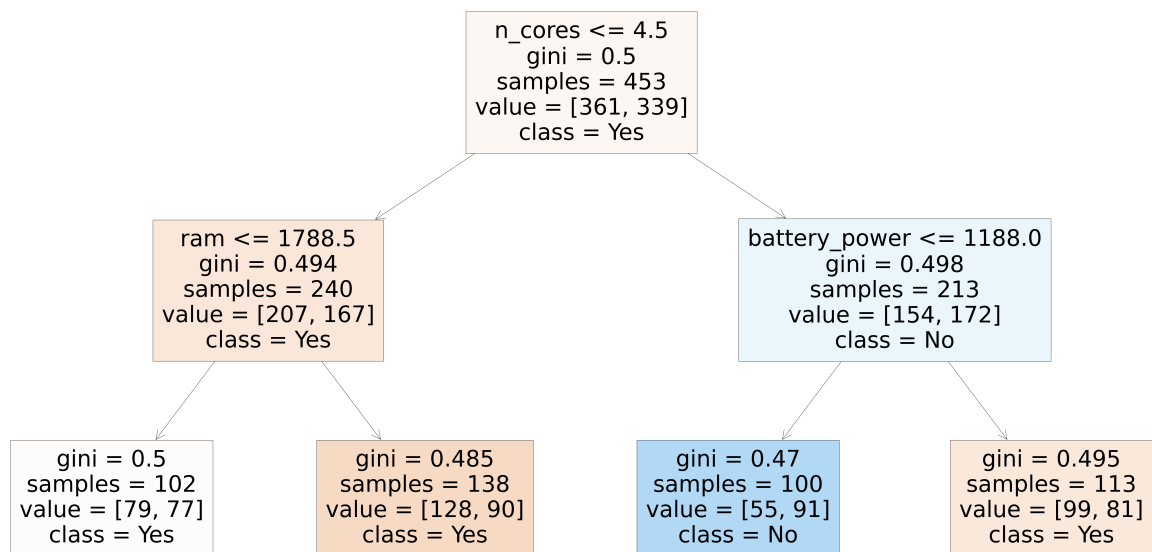 n_cores <= 4.5
gini = 0.5
samples = 453
value = [361, 339]
class = Yes
ram <= 1788.5
gini = 0.494
samples = 240
value = [207, 167]
class = Yes
battery_power <= 1188.0
gini = 0.498
samples = 213
value = [154, 172]
class = No
gini = 0.5
samples = 102
value = [79, 77]
class = Yes
gini = 0.485
samples = 138
value = [128, 90]
class = Yes
gini = 0.47
samples = 100
value = [55, 91]
class = No
gini = 0.495
samples = 113
value = [99, 81]
class = Yes